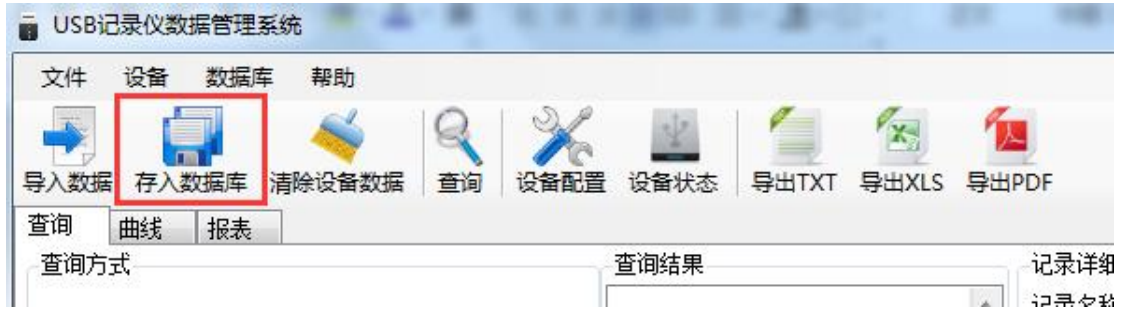 USB记录仪数据管理系统
文件 设备 数据库 帮助
导入数据 存入数据库 清除设备数据 查询 设备配置 设备状态 导出TXT 导出XLS 导出PDF
查询 曲线 报表
查询方式 查询结果 记录详细
记录名称